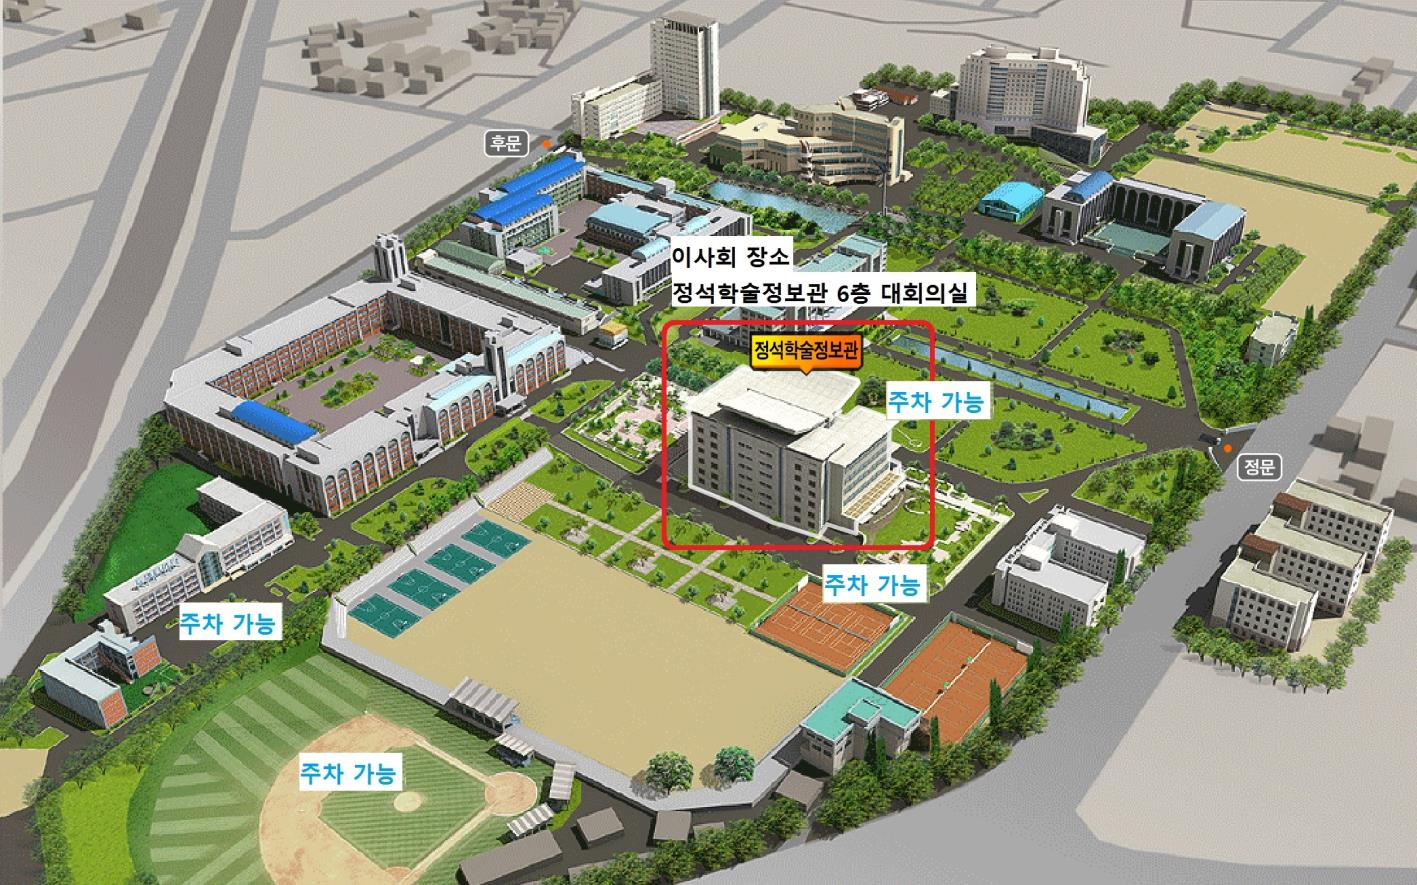 후문
이사회 장소
정석학술정보관 6층 대회의실
정석학술정보관
주차 가능
정문
주차 가능
주차 가능
주차 가능